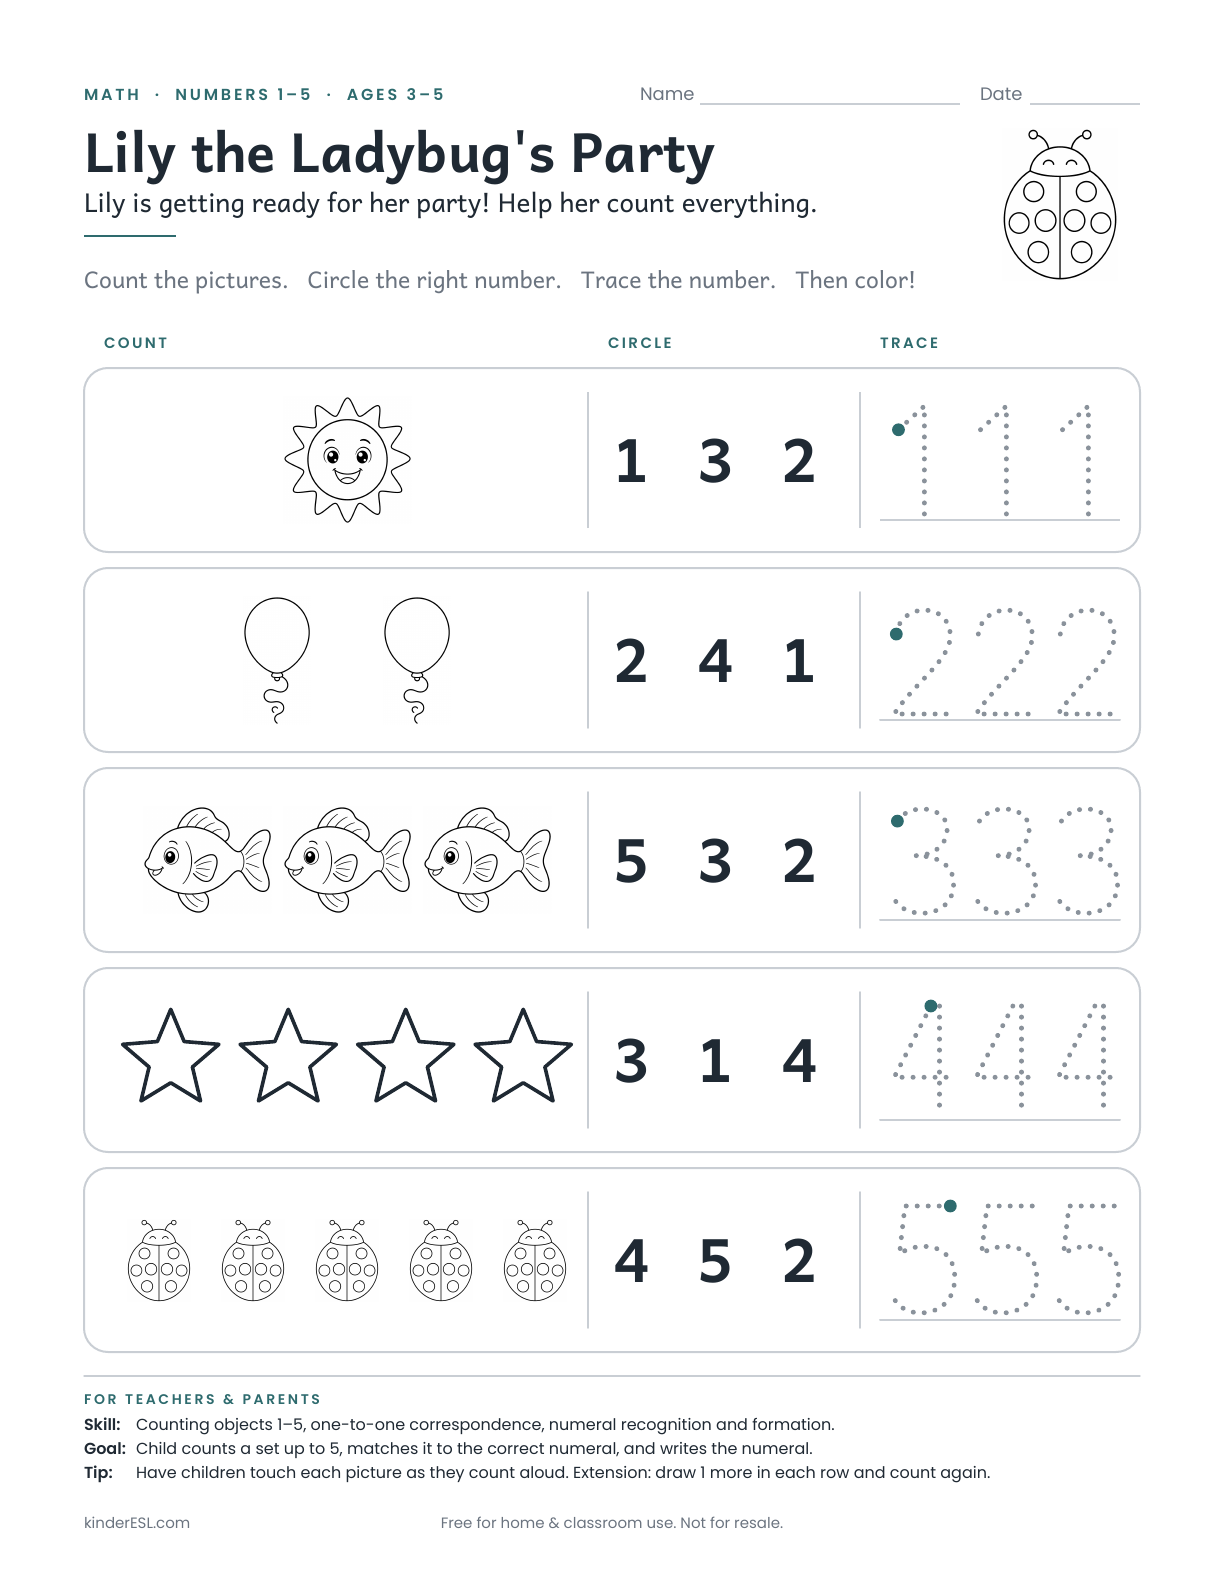 MATH · NUMBERS 1–5 · AGES 3–5
Name
Date
Lily the Ladybug's Party
Lily is getting ready for her party! Help her count everything.
Count the pictures. Circle the right number. Trace the number. Then color!
COUNT CIRCLE TRACE
1 3 2 1 1 1
2 4 1 2 2 2
5 3 2 3 3 3
3 1 4 4 4 4
4 5 2 5 5 5
FOR TEACHERS & PARENTS
Skill: Counting objects 1–5, one-to-one correspondence, numeral recognition and formation.
Goal: Child counts a set up to 5, matches it to the correct numeral, and writes the numeral.
Tip: Have children touch each picture as they count aloud. Extension: draw 1 more in each row and count again.
kinderESL.com Free for home & classroom use. Not for resale.